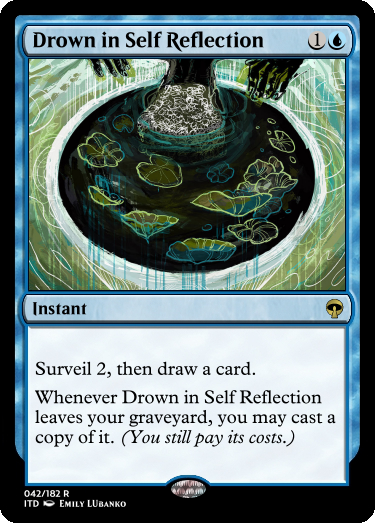 Drown in Self Reflection 1
Instant
Surveil 2, then draw a card.
Whenever Drown in Self Reflection
leaves your graveyard, you may cast a
copy of it. (You still pay its costs.)
042/182 R
ITD EMILY LUBANKO